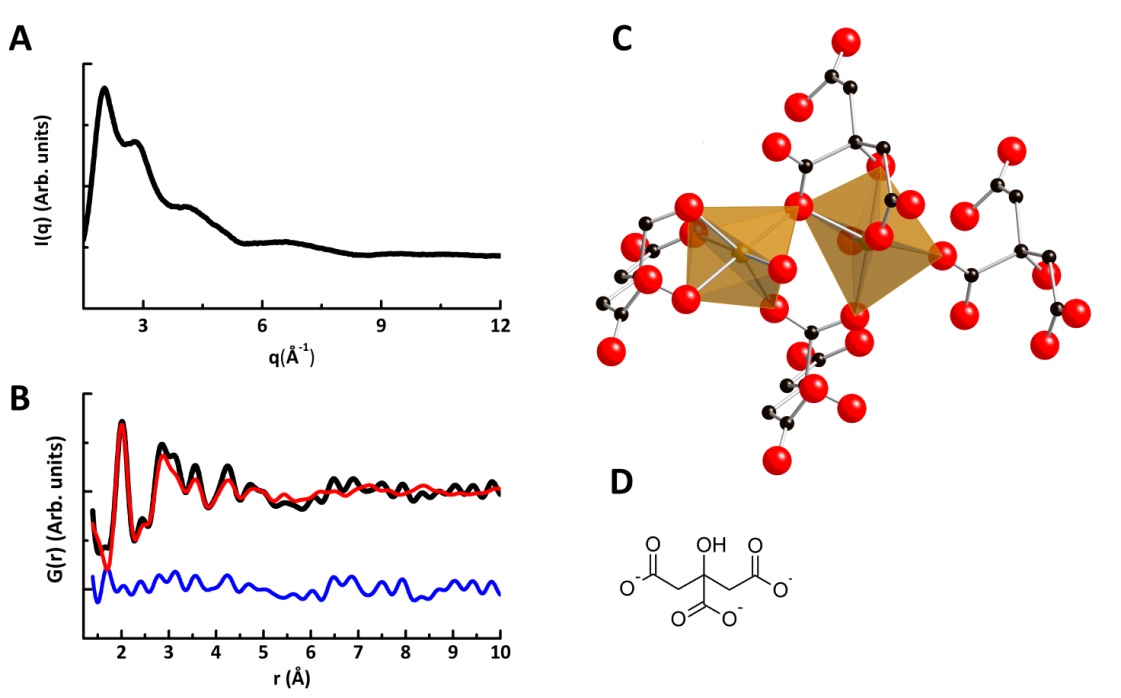 A
I(q) (Arb. units)
3 6 9 12
q(Å⁻¹)
B
G(r) (Arb. units)
2 3 4 5 6 7 8 9 10
r (Å)
C
D
O OH O
O⁻ O⁻
O O⁻